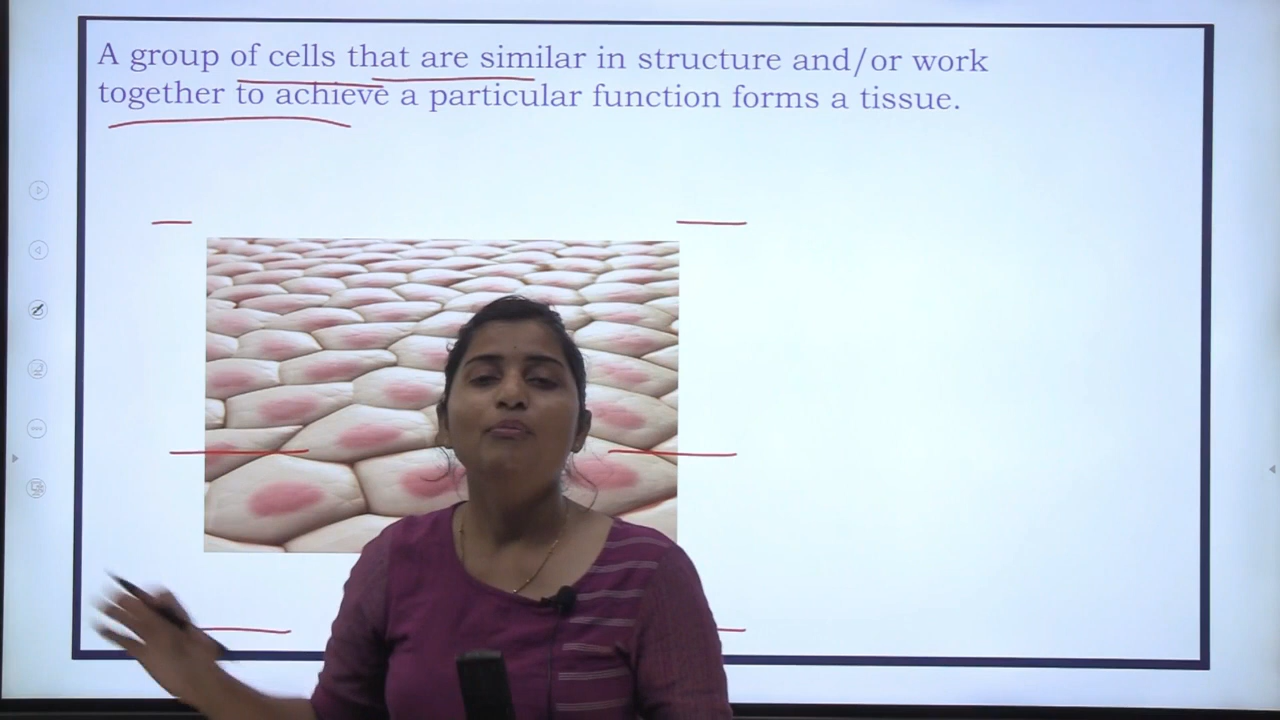 A group of cells that are similar in structure and/or work
together to achieve a particular function forms a tissue.